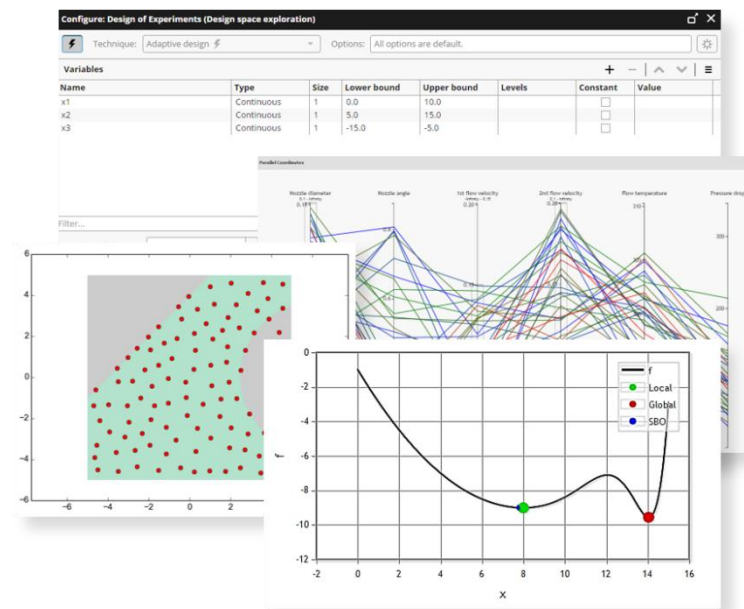 Configure: Design of Experiments (Design space exploration)
Technique: Adaptive design Options: All options are default.
Variables
Name Type Size Lower bound Upper bound Levels Constant Value
x1 Continuous 1 0.0 10.0
x2 Continuous 1 5.0 15.0
x3 Continuous 1 -15.0 -5.0
Filter...
Parallel Coordinates
Nozzle diameter Nozzle angle 1st flow velocity 2nd flow velocity Flow temperature Pressure drop
6
4
2
0
−2
−4
−6
−6 −4 −2 0 2
0
-2
-4
-6
-8
-10
-12
f
f
Local
Global
SBO
-2 0 2 4 6 8 10 12 14 16
x